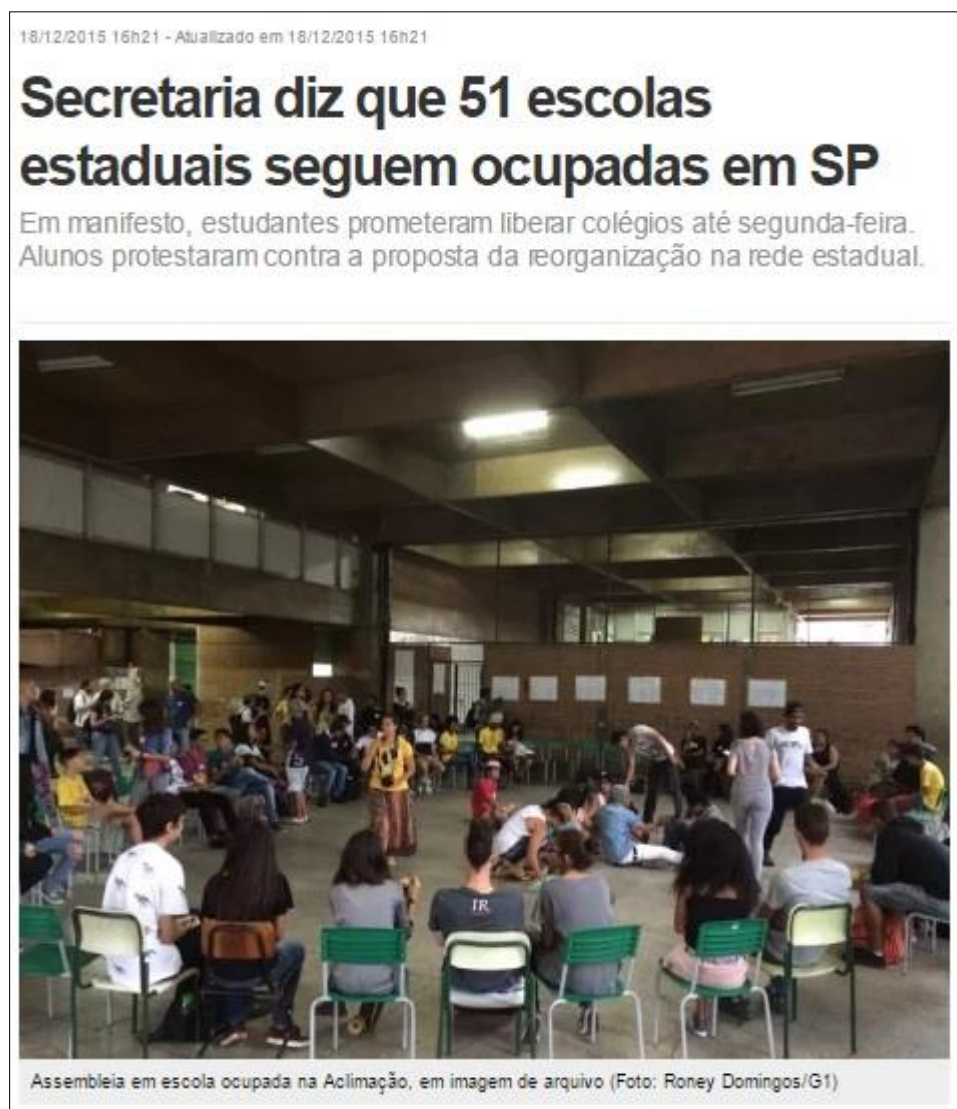 18/12/2015 16h21 - Atualizado em 18/12/2015 16h21
Secretaria diz que 51 escolas
estaduais seguem ocupadas em SP
Em manifesto, estudantes prometeram liberar colégios até segunda-feira.
Alunos protestaram contra a proposta da reorganização na rede estadual.
Assembleia em escola ocupada na Aclimação, em imagem de arquivo (Foto: Roney Domingos/G1)